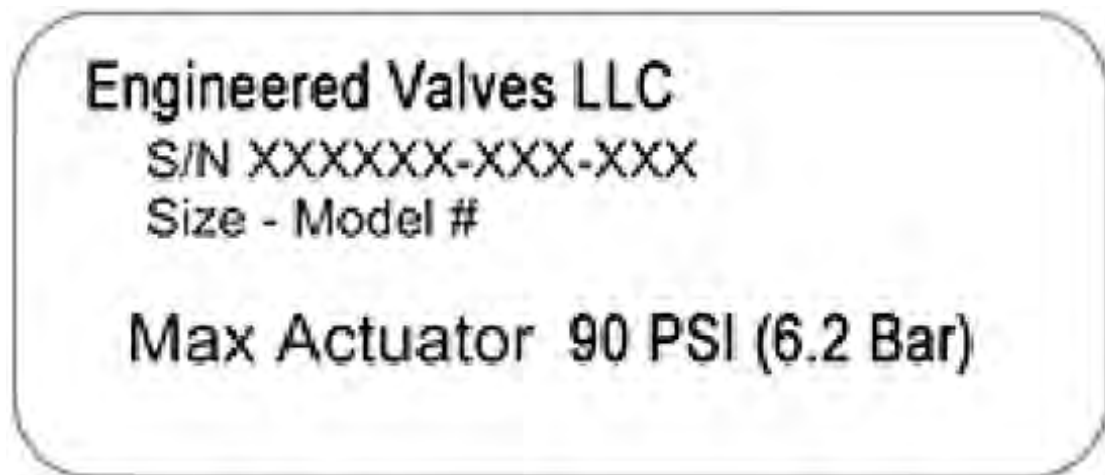 Engineered Valves LLC
S/N XXXXXX-XXX-XXX
Size - Model #
Max Actuator 90 PSI (6.2 Bar)